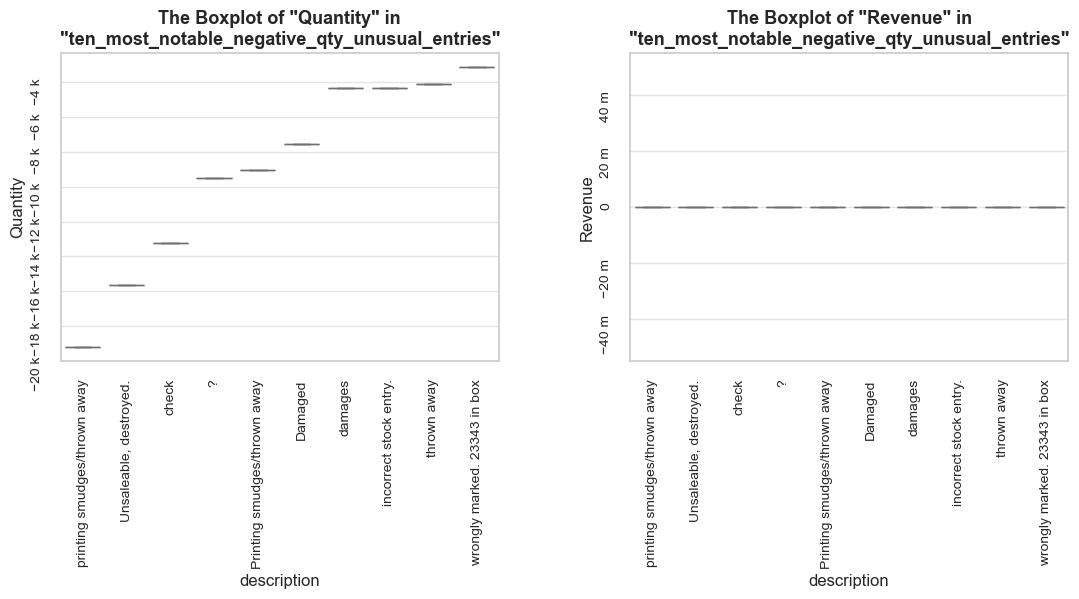 The Boxplot of "Quantity" in
"ten_most_notable_negative_qty_unusual_entries"
Quantity
−4 k
−6 k
−8 k
−10 k
−12 k
−14 k
−16 k
−18 k
−20 k
printing smudges/thrown away
Unsaleable, destroyed.
check
?
Printing smudges/thrown away
Damaged
damages
incorrect stock entry.
thrown away
wrongly marked. 23343 in box
description
The Boxplot of "Revenue" in
"ten_most_notable_negative_qty_unusual_entries"
Revenue
40 m
20 m
0
−20 m
−40 m
printing smudges/thrown away
Unsaleable, destroyed.
check
?
Printing smudges/thrown away
Damaged
damages
incorrect stock entry.
thrown away
wrongly marked. 23343 in box
description